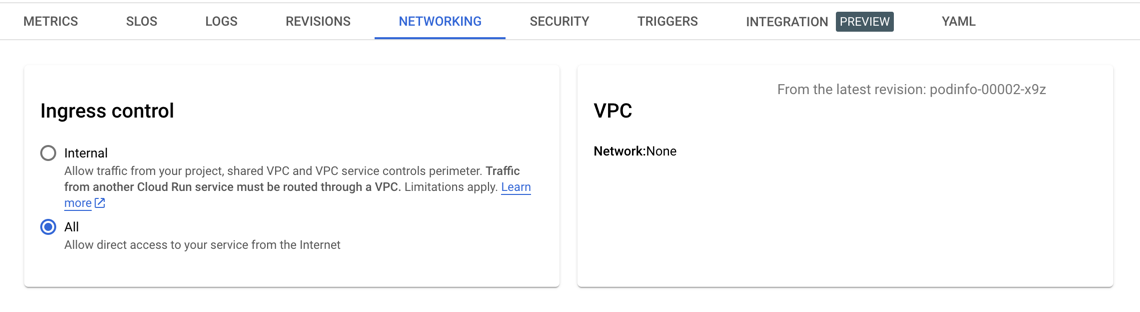 METRICS SLOS LOGS REVISIONS NETWORKING SECURITY TRIGGERS INTEGRATION PREVIEW YAML
Ingress control
Internal
Allow traffic from your project, shared VPC and VPC service controls perimeter. Traffic
from another Cloud Run service must be routed through a VPC. Limitations apply. Learn
more
All
Allow direct access to your service from the Internet
From the latest revision: podinfo-00002-x9z
VPC
Network:None